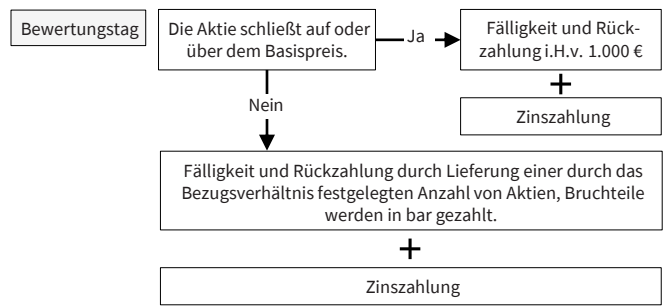 Bewertungstag
Die Aktie schließt auf oder
über dem Basispreis.
Ja
Fälligkeit und Rück-
zahlung i.H.v. 1.000 €
+
Zinszahlung
Nein
Fälligkeit und Rückzahlung durch Lieferung einer durch das
Bezugsverhältnis festgelegten Anzahl von Aktien, Bruchteile
werden in bar gezahlt.
+
Zinszahlung